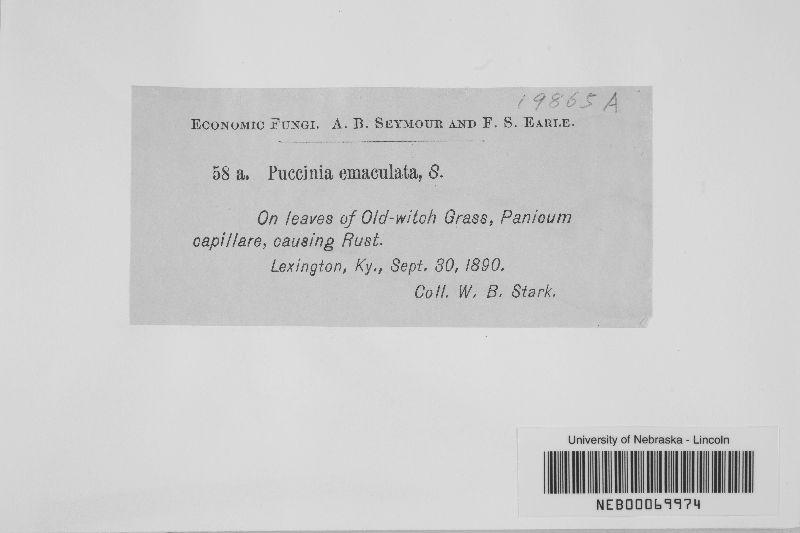 19865 A
Economic Fungi. A. B. Seymour and F. S. Earle.
58 a. Puccinia emaculata, S.
On leaves of Old-witch Grass, Panicum
capillare, causing Rust.
Lexington, Ky., Sept. 30, 1890.
Coll. W. B. Stark.
University of Nebraska - Lincoln
NEB00069974